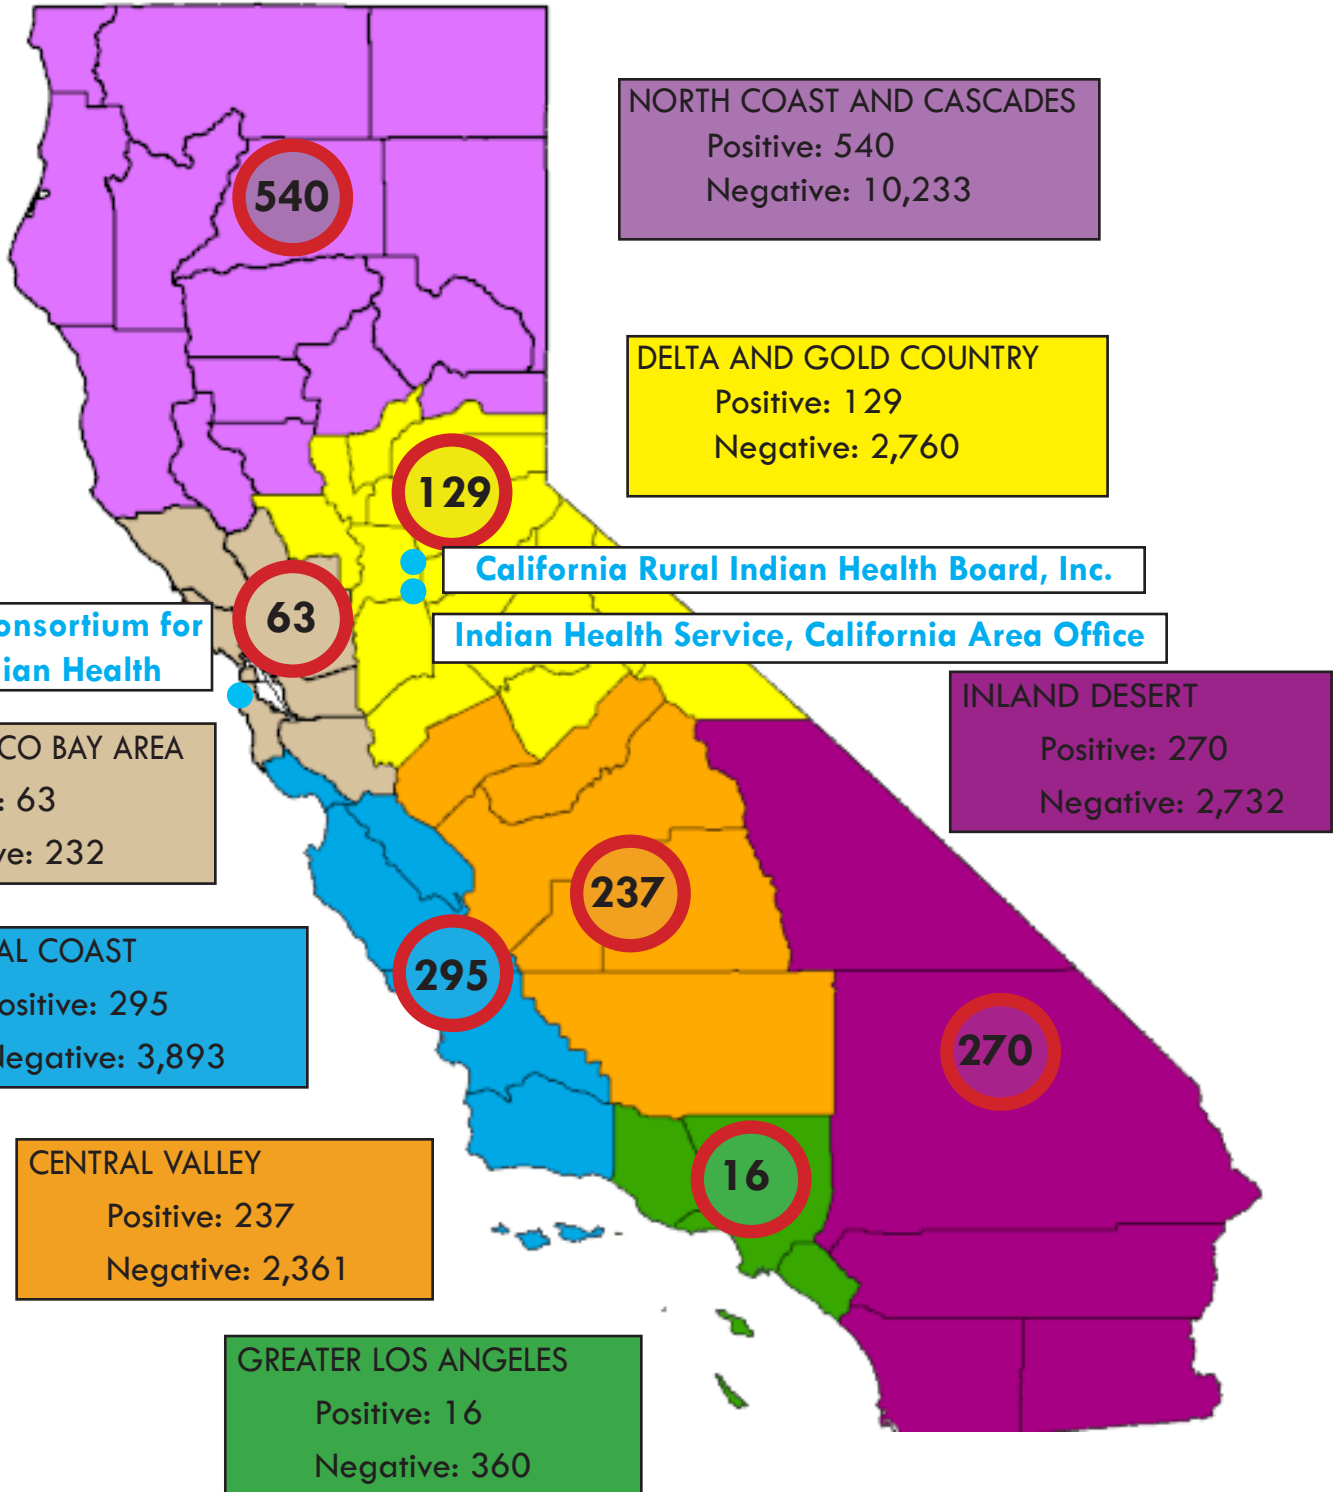 NORTH COAST AND CASCADES
Positive: 540
Negative: 10,233
540
DELTA AND GOLD COUNTRY
Positive: 129
Negative: 2,760
129
California Rural Indian Health Board, Inc.
63
onsortium for
ian Health
Indian Health Service, California Area Office
INLAND DESERT
Positive: 270
Negative: 2,732
CO BAY AREA
: 63
ve: 232
237
AL COAST
ositive: 295
egative: 3,893
295
270
CENTRAL VALLEY
Positive: 237
Negative: 2,361
16
GREATER LOS ANGELES
Positive: 16
Negative: 360